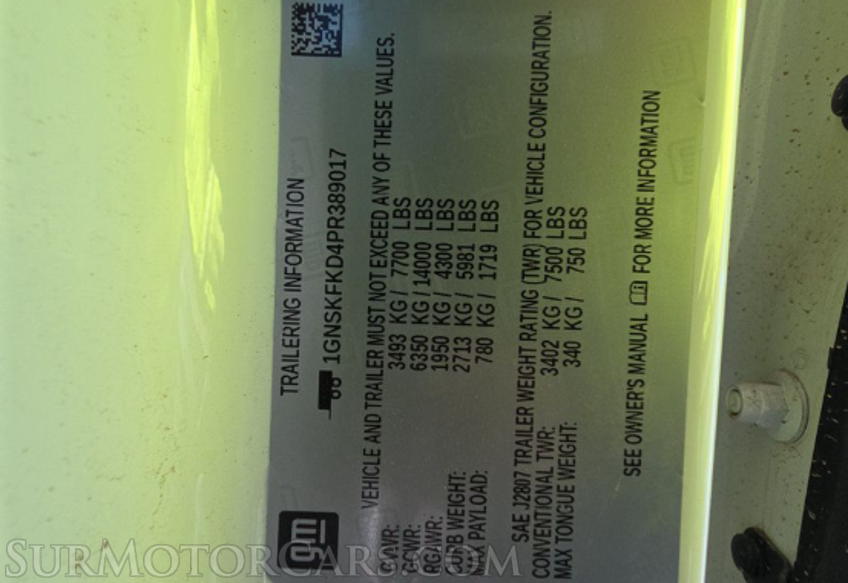 gm
TRAILERING INFORMATION
1GNSKFKD4PR389017
VEHICLE AND TRAILER MUST NOT EXCEED ANY OF THESE VALUES.
GVWR: 3493 KG / 7700 LBS
GCWR: 6350 KG / 14000 LBS
RGAWR: 1950 KG / 4300 LBS
CURB WEIGHT: 2713 KG / 5981 LBS
MAX PAYLOAD: 780 KG / 1719 LBS
SAE J2807 TRAILER WEIGHT RATING (TWR) FOR VEHICLE CONFIGURATION.
CONVENTIONAL TWR: 3402 KG / 7500 LBS
MAX TONGUE WEIGHT: 340 KG / 750 LBS
SEE OWNER'S MANUAL FOR MORE INFORMATION
SURMOTORCARS.COM